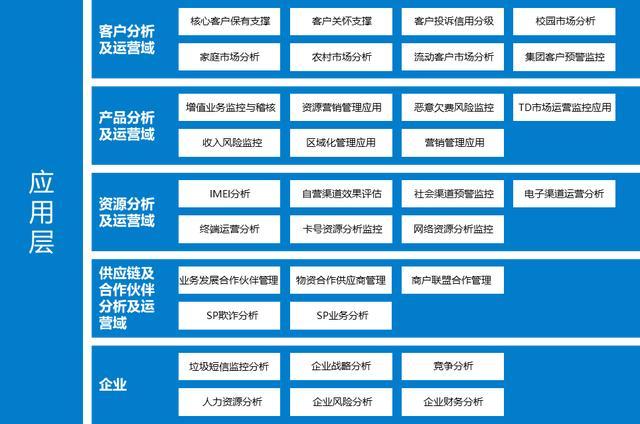 应用层
客户分析
及运营域
核心客户保有支撑
客户关怀支撑
客户投诉信用分级
校园市场分析
家庭市场分析
农村市场分析
流动客户市场分析
集团客户预警监控
产品分析
及运营域
增值业务监控与稽核
资源营销管理应用
恶意欠费风险监控
TD市场运营监控应用
收入风险监控
区域化管理应用
营销管理应用
资源分析
及运营域
IMEI分析
自营渠道效果评估
社会渠道预警监控
电子渠道运营分析
终端运营分析
卡号资源分析监控
网络资源分析监控
供应链及
合作伙伴
分析及运
营域
业务发展合作伙伴管理
物资合作供应商管理
商户联盟合作管理
SP欺诈分析
SP业务分析
企业
垃圾短信监控分析
企业战略分析
竞争分析
人力资源分析
企业风险分析
企业财务分析